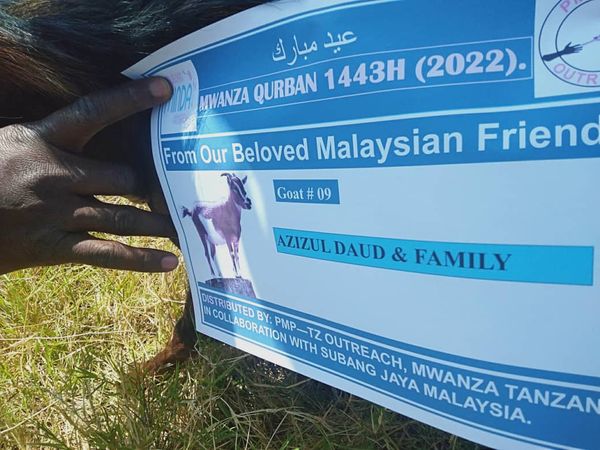 عيد مبارك
MWANZA QURBAN 1443H (2022).
From Our Beloved Malaysian Friend
Goat # 09
AZIZUL DAUD & FAMILY
DISTRIBUTED BY: PMP—TZ OUTREACH, MWANZA TANZAN
IN COLLABORATION WITH SUBANG JAYA MALAYSIA.
OUTREA